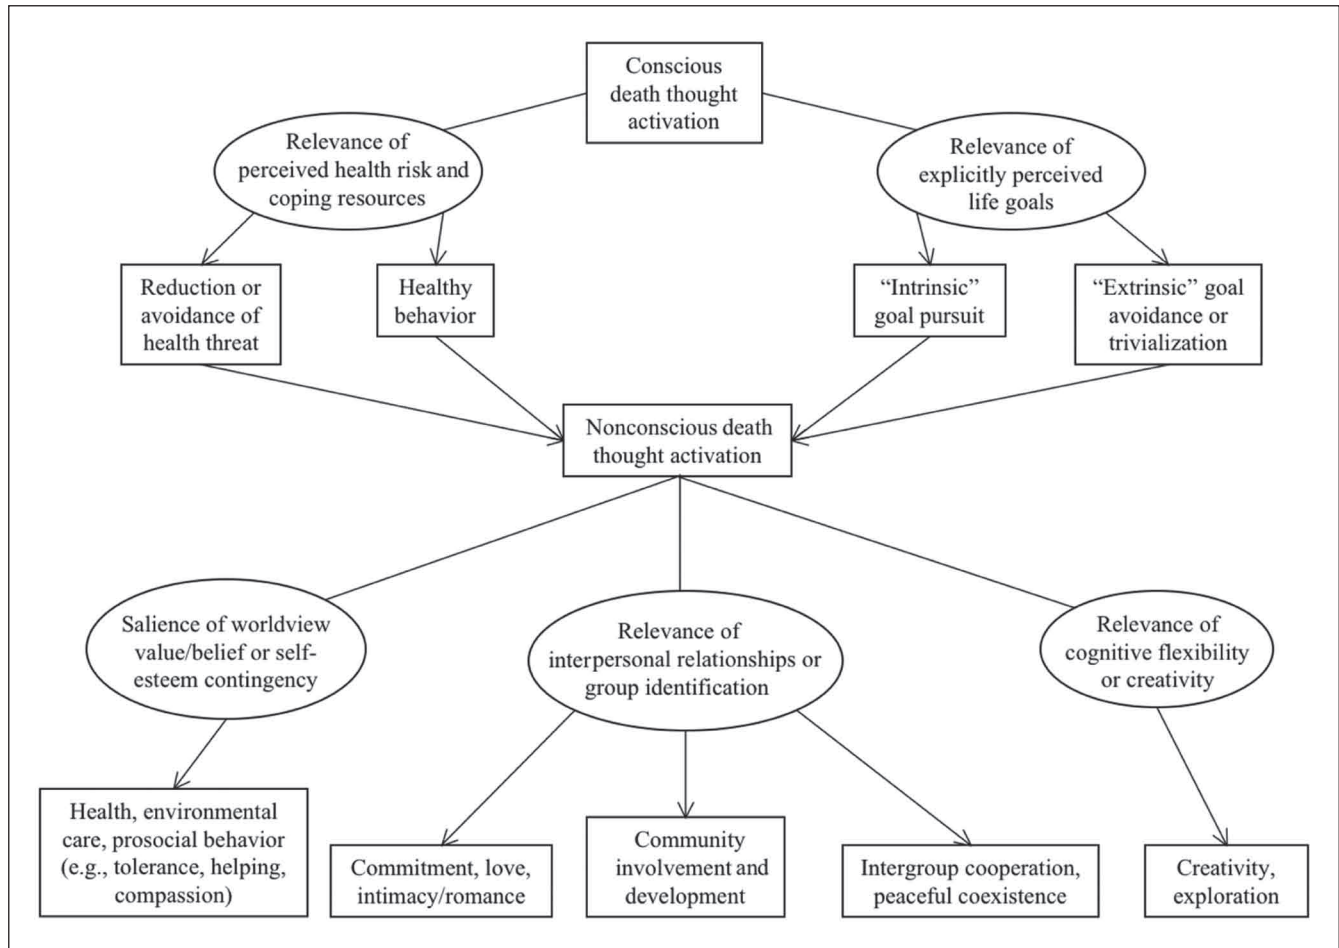 Conscious
death thought
activation
Relevance of
perceived health risk and
coping resources
Relevance of
explicitly perceived
life goals
Reduction or
avoidance of
health threat
Healthy
behavior
“Intrinsic”
goal pursuit
“Extrinsic” goal
avoidance or
trivialization
Nonconscious death
thought activation
Salience of worldview
value/belief or self-
esteem contingency
Relevance of
interpersonal relationships or
group identification
Relevance of
cognitive flexibility
or creativity
Health, environmental
care, prosocial behavior
(e.g., tolerance, helping,
compassion)
Commitment, love,
intimacy/romance
Community
involvement and
development
Intergroup cooperation,
peaceful coexistence
Creativity,
exploration